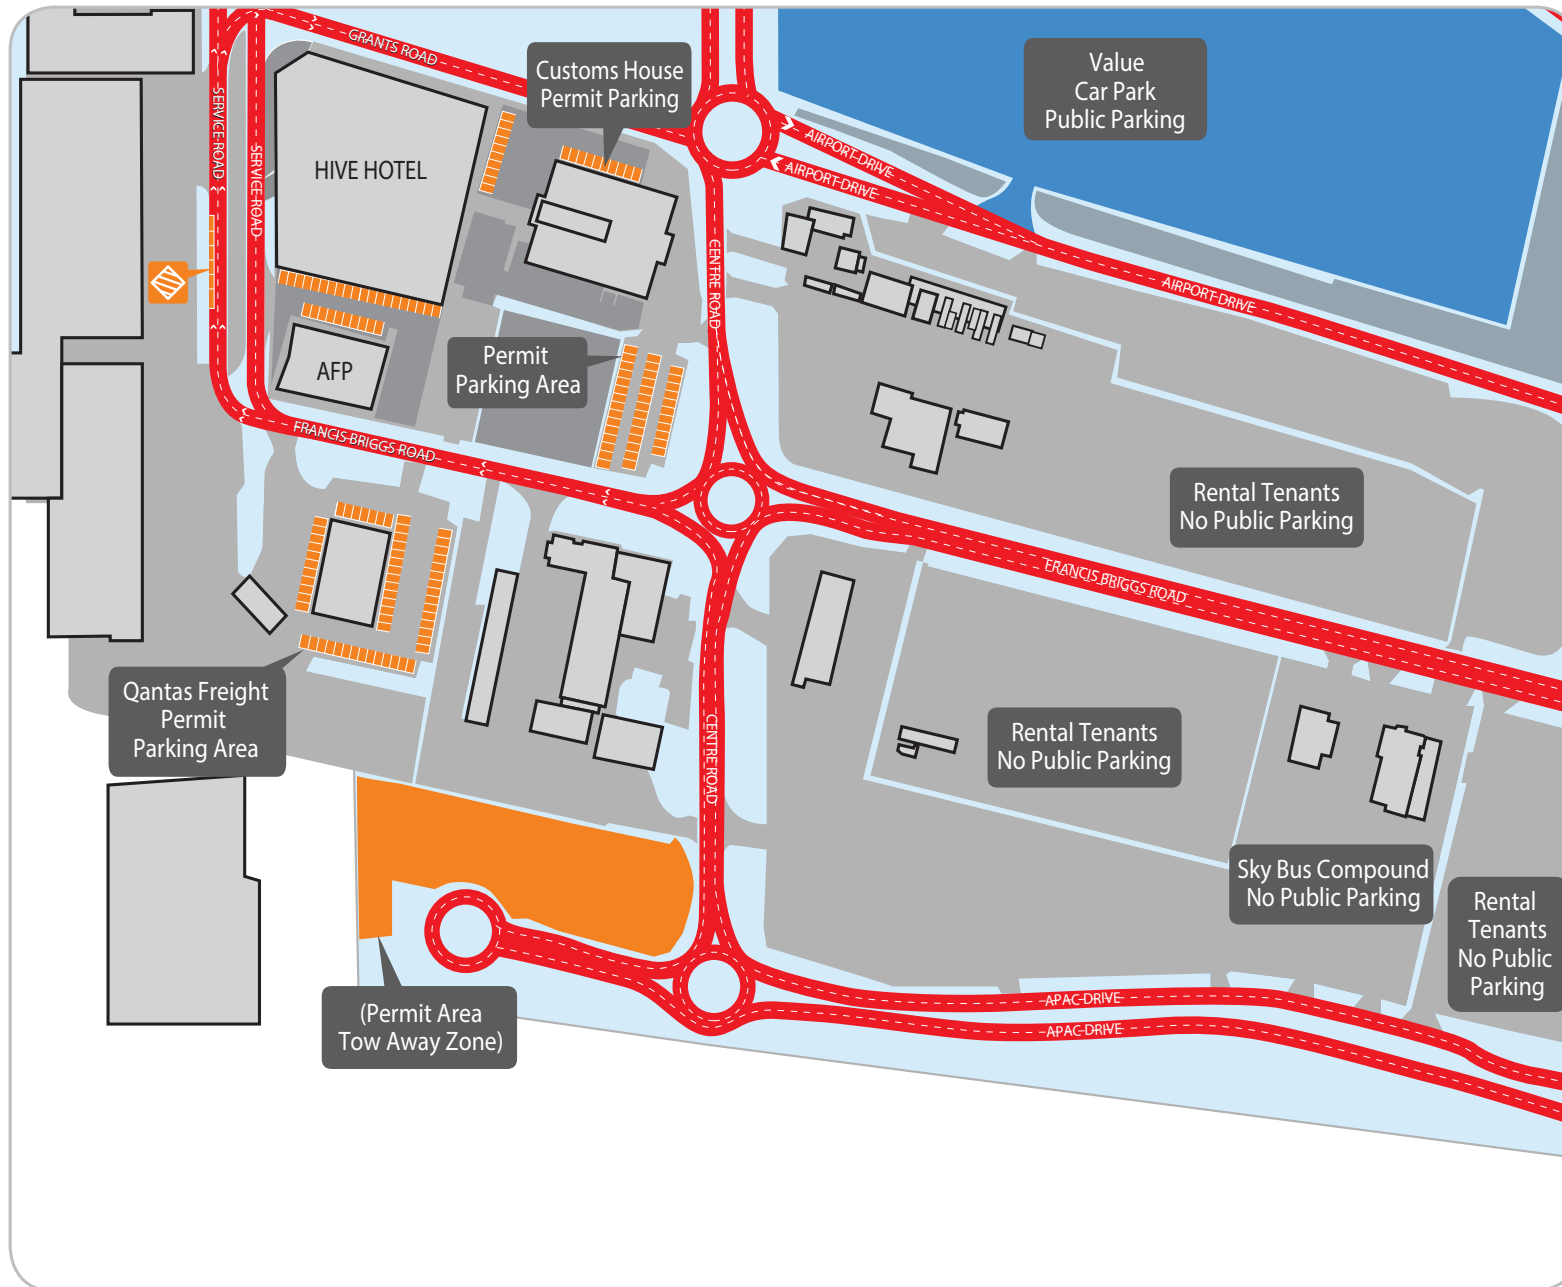 GRANTS ROAD
Customs House
Permit Parking
Value
Car Park
Public Parking
SERVICE ROAD
SERVICE ROAD
HIVE HOTEL
AIRPORT DRIVE
AIRPORT DRIVE
AIRPORT DRIVE
CENTRE ROAD
Permit
Parking Area
AFP
FRANCIS BRIGGS ROAD
Rental Tenants
No Public Parking
FRANCIS BRIGGS ROAD
Qantas Freight
Permit
Parking Area
CENTRE ROAD
Rental Tenants
No Public Parking
Sky Bus Compound
No Public Parking
Rental
Tenants
No Public
Parking
(Permit Area
Tow Away Zone)
APAC DRIVE
APAC DRIVE